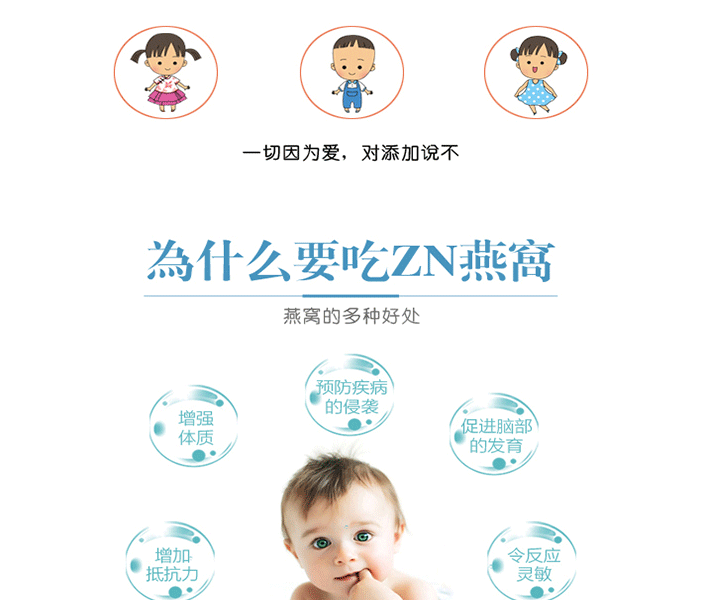 一切因为爱，对添加说不
為什么要吃ZN燕窩
燕窝的多种好处
预防疾病
的侵袭
增强
体质
促进脑部
的发育
增加
抵抗力
令反应
灵敏